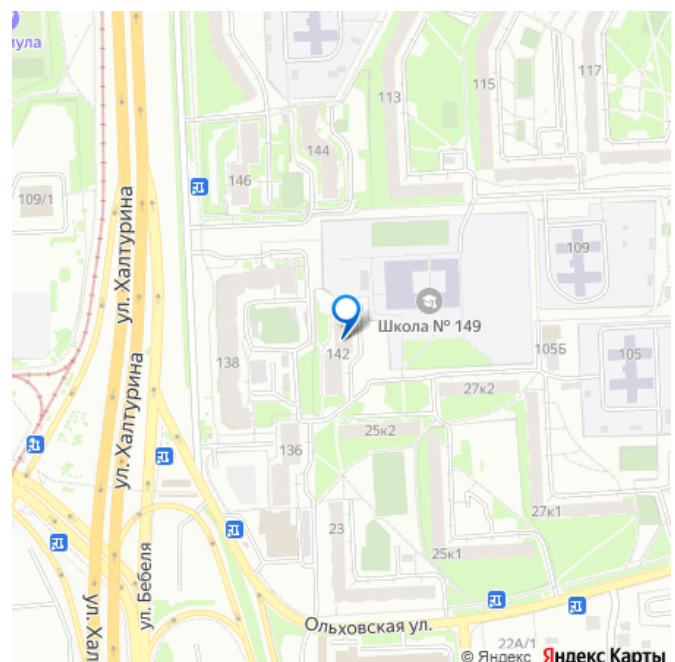 мула
113
115
117
144
146
109/1
ул. Халтурина
109
Школа № 149
142
138
105Б
105
ул. Халтурина
27к2
25к2
136
27к1
23
25к1
ул. Бебеля
ул. Хал
Ольховская ул.
22А/1
© Яндекс Яндекс Карты